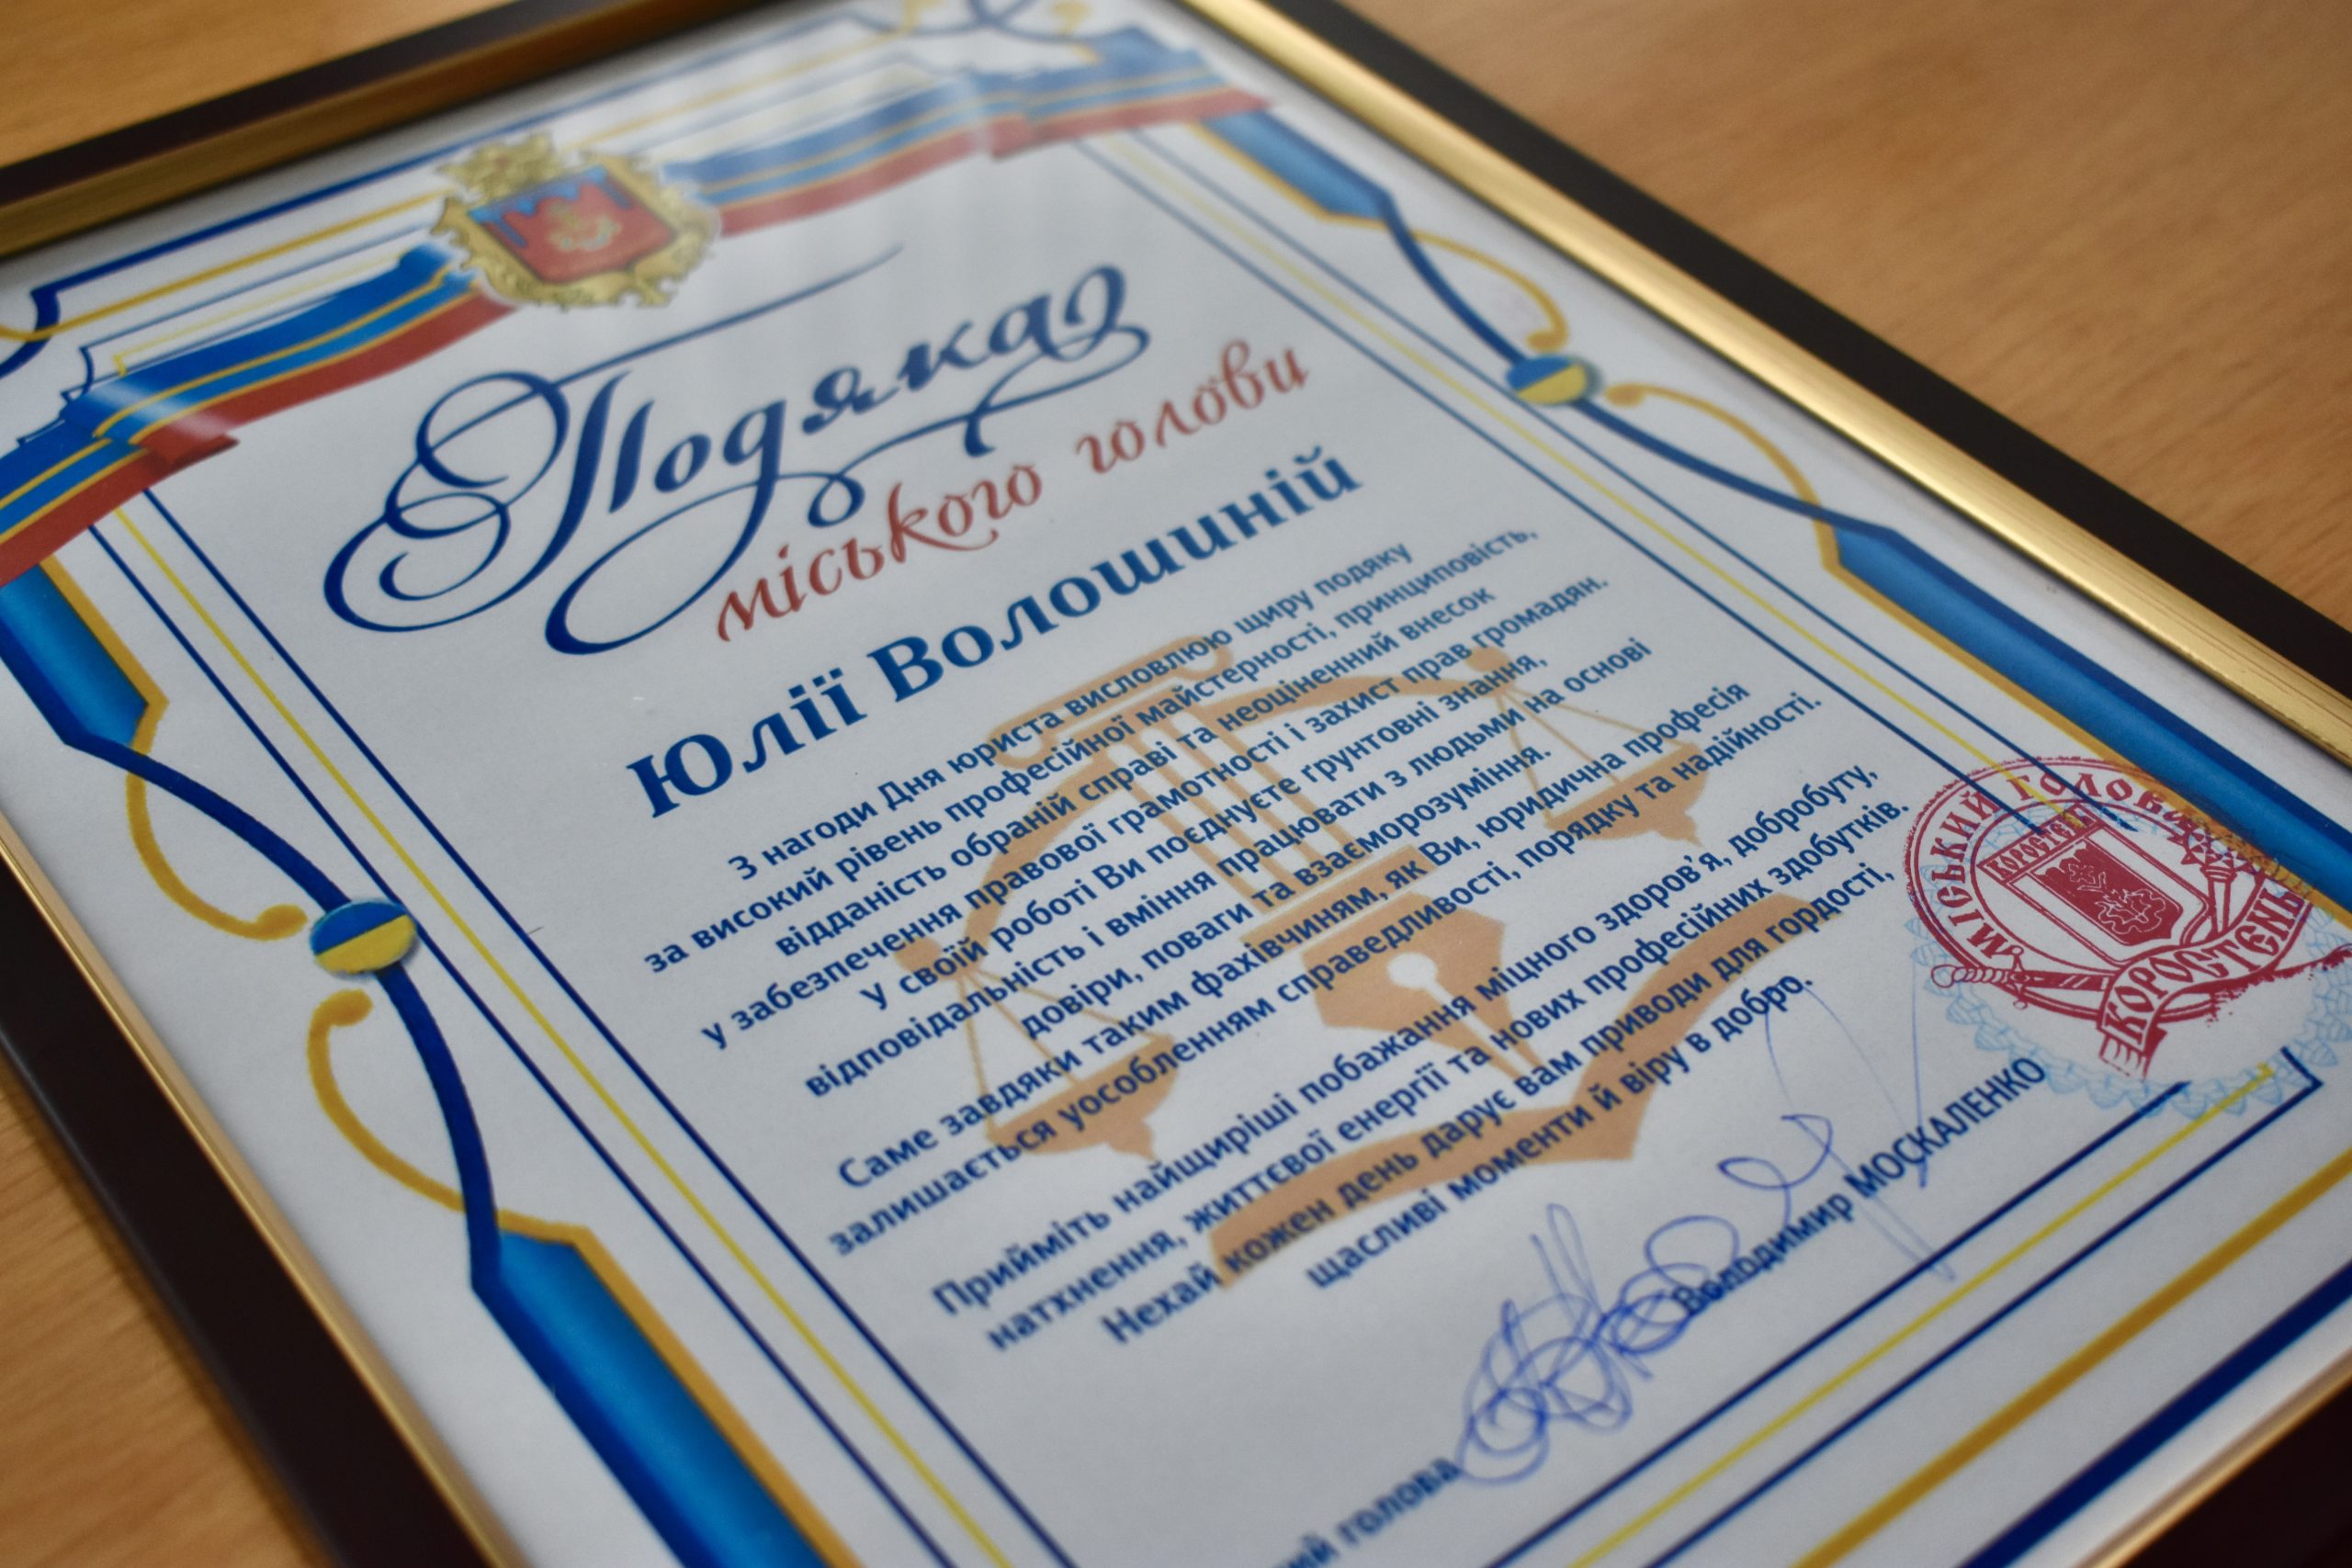 Подяка
міського голови
Юлії Волошиній
З нагоди Дня юриста висловлюю щиру подяку
за високий рівень професійної майстерності, принциповість,
відданість обраній справі та неоціненний внесок
у забезпечення правової грамотності і захист прав громадян.
У своїй роботі Ви поєднуєте грунтовні знання,
відповідальність і вміння працювати з людьми на основі
довіри, поваги та взаєморозуміння.
Саме завдяки таким фахівчиням, як Ви, юридична професія
залишається уособленням справедливості, порядку та надійності.
Прийміть найщиріші побажання міцного здоров'я, добробуту,
натхнення, життєвої енергії та нових професійних здобутків.
Нехай кожен день дарує вам приводи для гордості,
щасливі моменти й віру в добро.
голова Володимир МОСКАЛЕНКО
МІСЬКИЙ ГОЛОВА
КОРОСТЕНЬ
КОРОСТЕНЬ